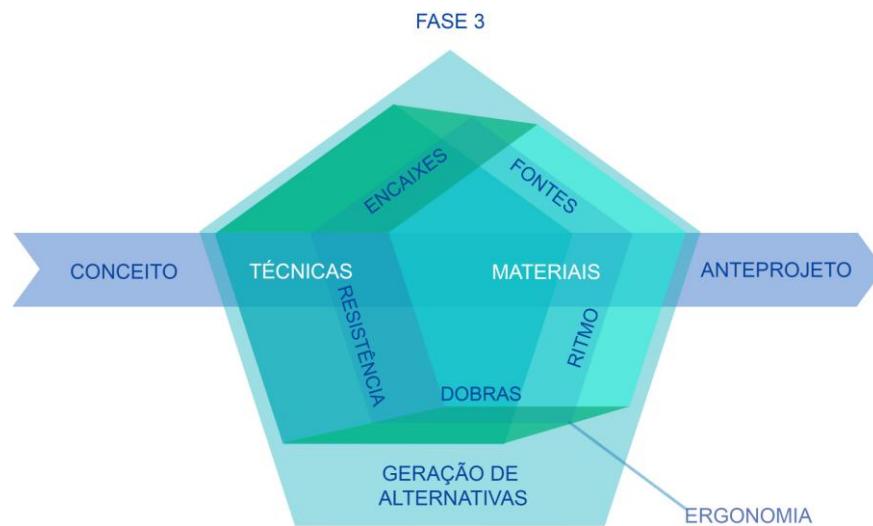 FASE 3
ENCAIXES
FONTES
CONCEITO
TÉCNICAS
MATERIAIS
ANTEPROJETO
RESISTÊNCIA
RITMO
DOBRAS
GERAÇÃO DE
ALTERNATIVAS
ERGONOMIA